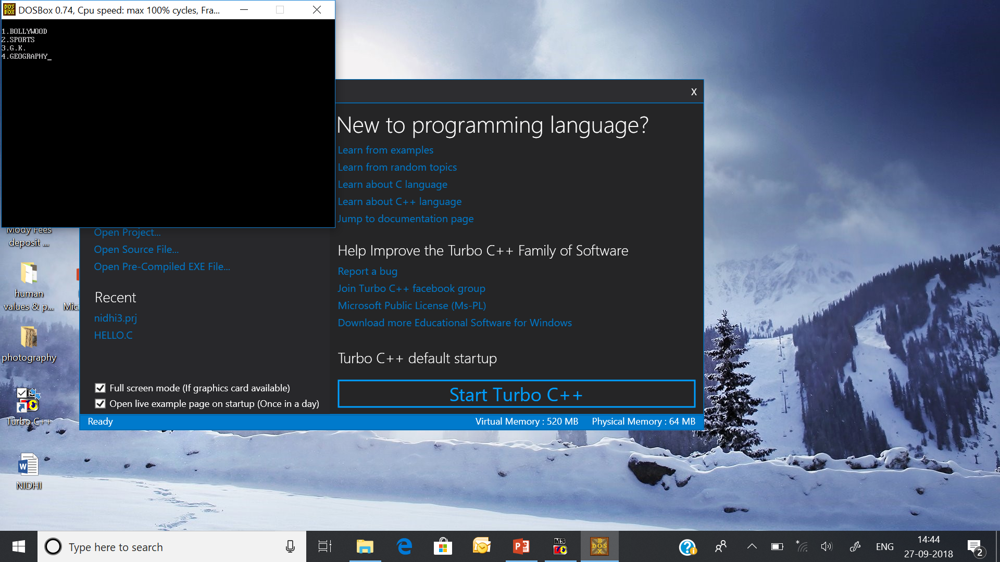 DOSBox 0.74, Cpu speed: max 100% cycles, Fra...
1.BOLLYWOOD
2.SPORTS
3.G.K.
4.GEOGRAPHY_
X
New to programming language?
Learn from examples
Learn from random topics
Learn about C language
Learn about C++ language
Jump to documentation page
Help Improve the Turbo C++ Family of Software
Report a bug
Join Turbo C++ facebook group
Microsoft Public License (Ms-PL)
Download more Educational Software for Windows
Turbo C++ default startup
Start Turbo C++
Open Project...
Open Source File...
Open Pre-Compiled EXE File...
Recent
nidhi3.prj
HELLO.C
Full screen mode (If graphics card available)
Open live example page on startup (Once in a day)
Ready
Virtual Memory : 520 MB
Physical Memory : 64 MB
Mody Fees
deposit ...
human
values & p...
Mic
photography
Turbo C++
NIDHI
Type here to search
ENG
14:44
27-09-2018
2